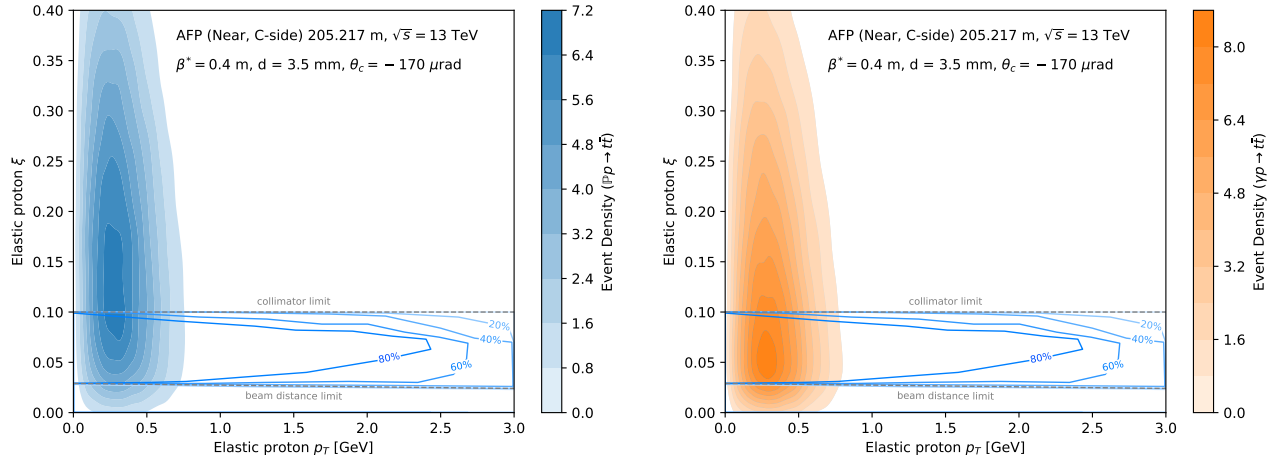 AFP (Near, C-side) 205.217 m, √s = 13 TeV
β* = 0.4 m, d = 3.5 mm, θc = −170 μrad
collimator limit
20%
40%
80%
60%
beam distance limit
0.40
0.35
0.30
0.25
0.20
0.15
0.10
0.05
0.00
Elastic proton ξ
0.0 0.5 1.0 1.5 2.0 2.5 3.0
Elastic proton pT [GeV]
7.2
6.4
5.6
4.8
4.0
3.2
2.4
1.6
0.8
0.0
Event Density (ℙp → tt̄)
AFP (Near, C-side) 205.217 m, √s = 13 TeV
β* = 0.4 m, d = 3.5 mm, θc = −170 μrad
collimator limit
20%
40%
80%
60%
beam distance limit
0.40
0.35
0.30
0.25
0.20
0.15
0.10
0.05
0.00
Elastic proton ξ
0.0 0.5 1.0 1.5 2.0 2.5 3.0
Elastic proton pT [GeV]
8.0
6.4
4.8
3.2
1.6
0.0
Event Density (γp → tt̄)